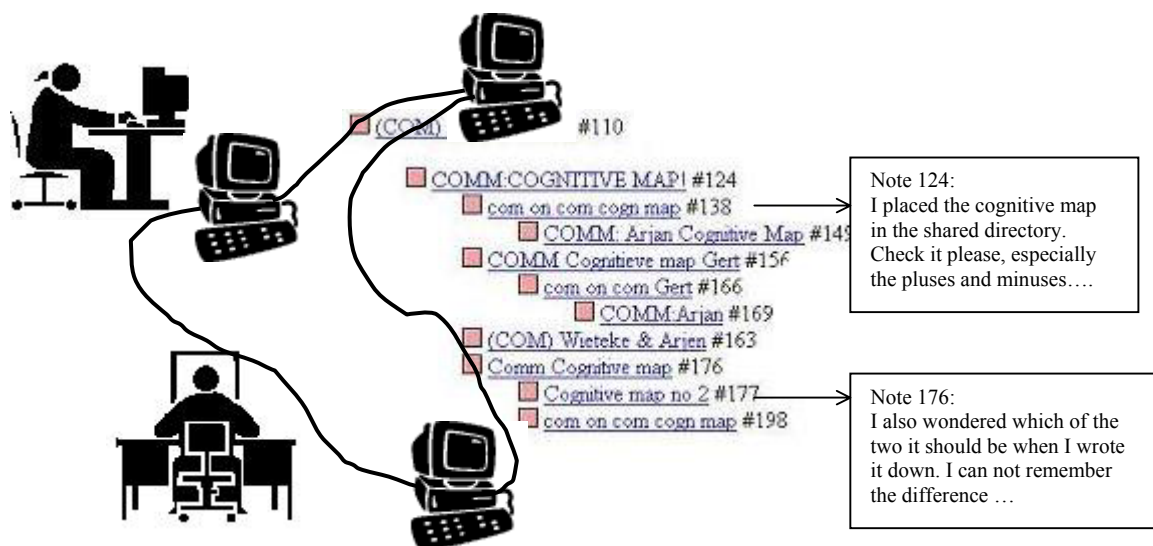 (COM) #110
COMM:COGNITIVE MAP! #124
com on com cogn map #138
COMM: Arjan Cognitive Map #149
COMM Cognitieve map Gert #156
com on com Gert #166
COMM:Arjan #169
(COM) Wieteke & Arjen #163
Comm Cognitive map #176
Cognitive map no 2 #177
com on com cogn map #198
Note 124:
I placed the cognitive map
in the shared directory.
Check it please, especially
the pluses and minuses….
Note 176:
I also wondered which of the
two it should be when I wrote
it down. I can not remember
the difference …